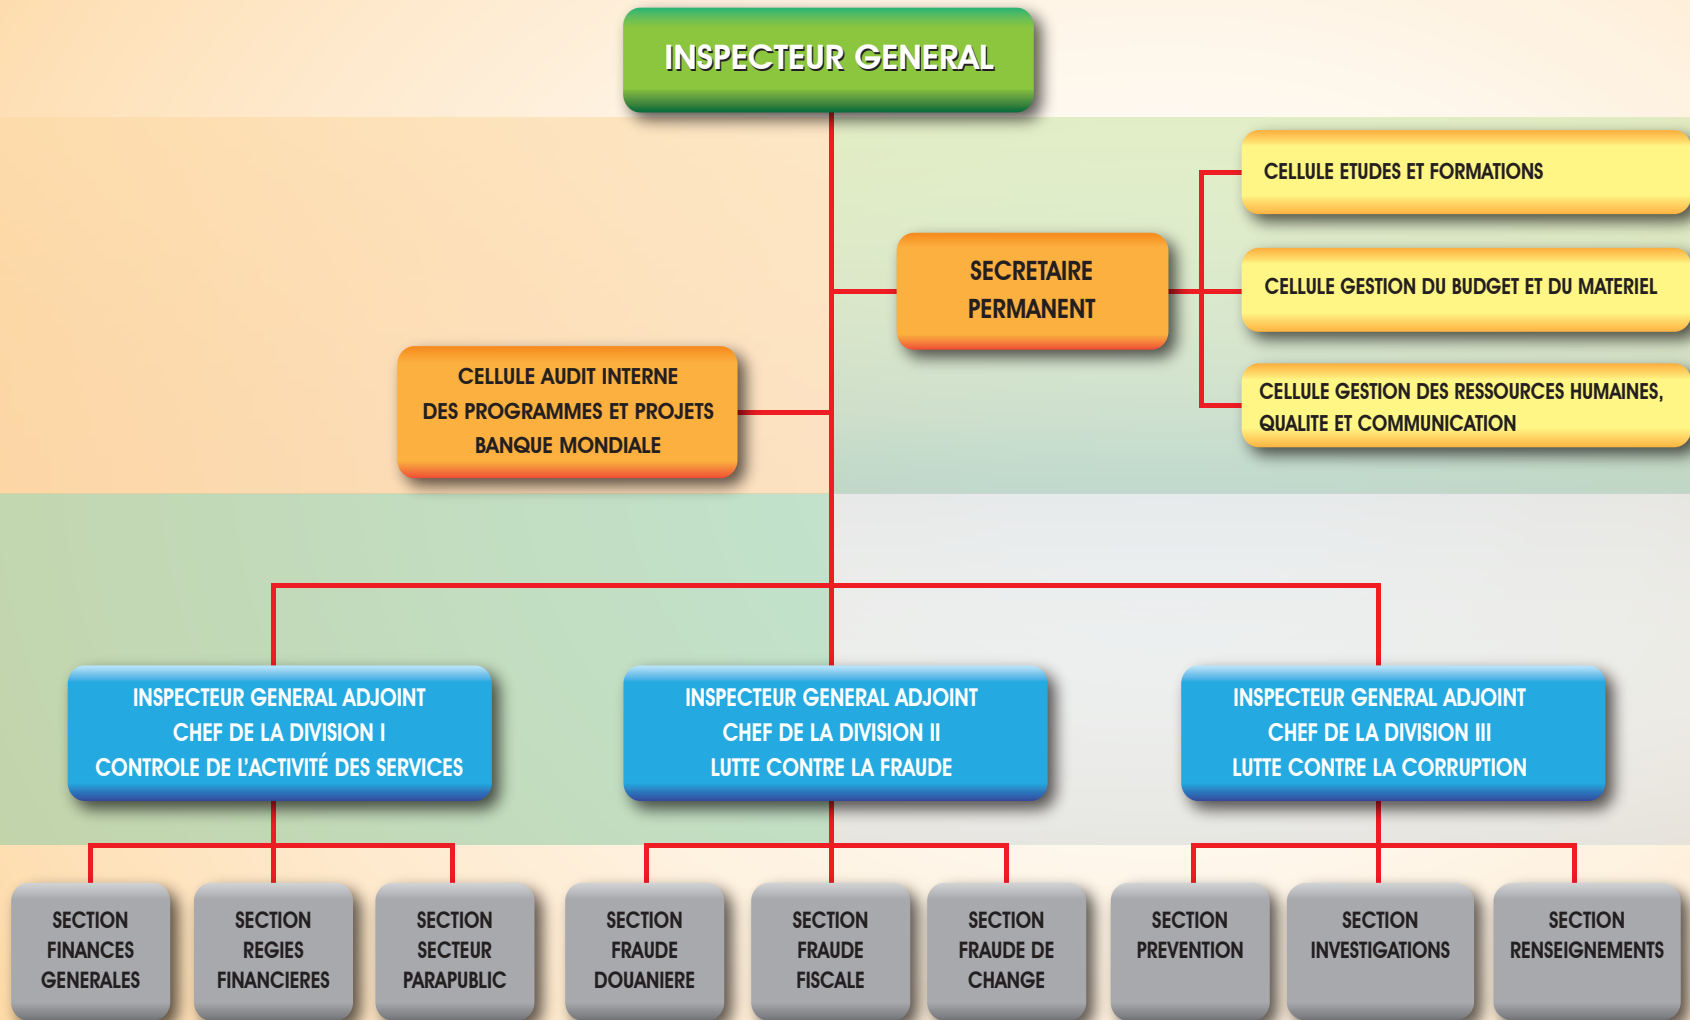 INSPECTEUR GENERAL
CELLULE ETUDES ET FORMATIONS
SECRETAIRE
PERMANENT
CELLULE GESTION DU BUDGET ET DU MATERIEL
CELLULE AUDIT INTERNE
DES PROGRAMMES ET PROJETS
BANQUE MONDIALE
CELLULE GESTION DES RESSOURCES HUMAINES,
QUALITE ET COMMUNICATION
INSPECTEUR GENERAL ADJOINT
CHEF DE LA DIVISION I
CONTROLE DE L'ACTIVITÉ DES SERVICES
INSPECTEUR GENERAL ADJOINT
CHEF DE LA DIVISION II
LUTTE CONTRE LA FRAUDE
INSPECTEUR GENERAL ADJOINT
CHEF DE LA DIVISION III
LUTTE CONTRE LA CORRUPTION
SECTION
FINANCES
GENERALES
SECTION
REGIES
FINANCIERES
SECTION
SECTEUR
PARAPUBLIC
SECTION
FRAUDE
DOUANIERE
SECTION
FRAUDE
FISCALE
SECTION
FRAUDE DE
CHANGE
SECTION
PREVENTION
SECTION
INVESTIGATIONS
SECTION
RENSEIGNEMENTS